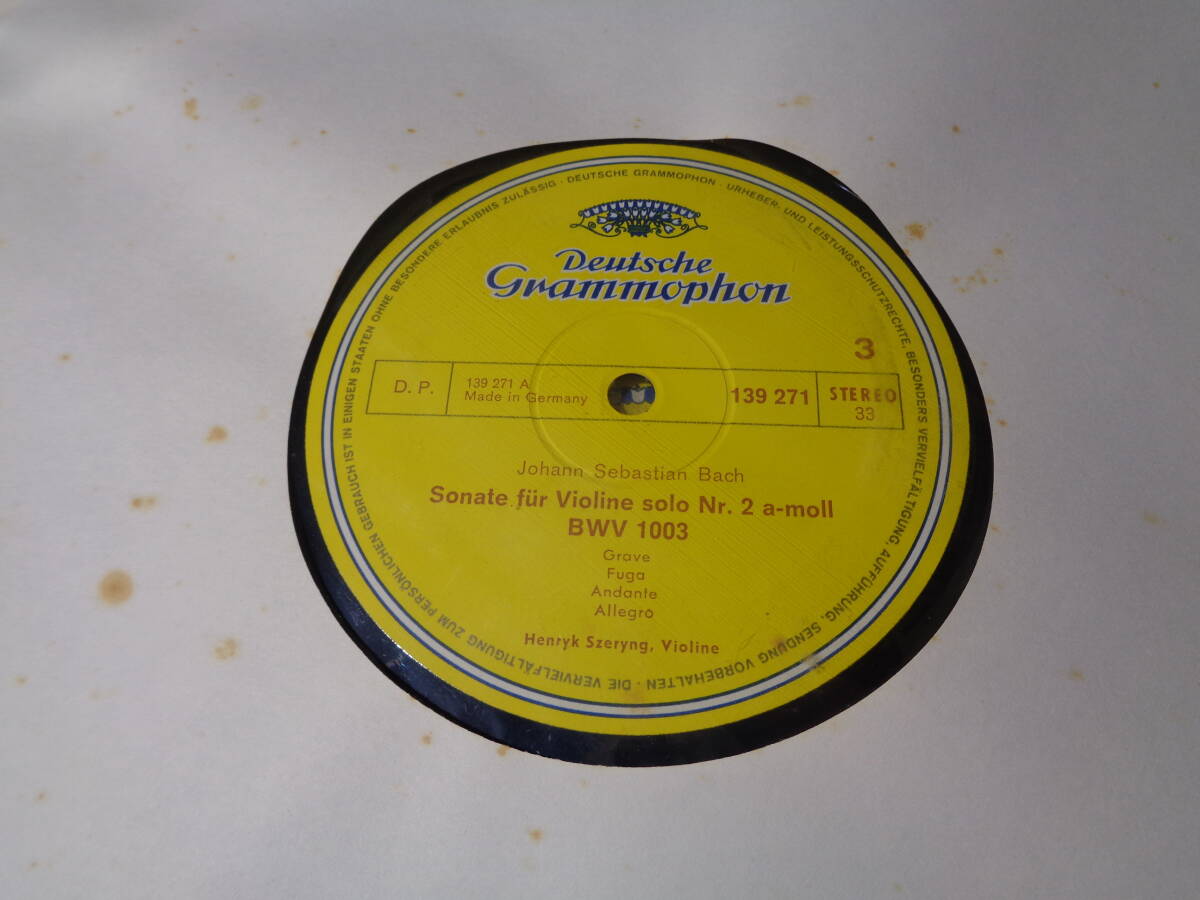 DEUTSCHE GRAMMOPHON · URHEBER- UND LEISTUNGSSCHUTZRECHTE, BESONDERS VERVIELFÄLTIGUNG, AUFFÜHRUNG, SENDUNG VORBEHALTEN · DIE VERVIELFÄLTIGUNG ZUM PERSÖNLICHEN GEBRAUCH IST IN EINIGEN STAATEN OHNE BESONDERE ERLAUBNIS ZULÄSSIG ·
Deutsche
Grammophon
3
D. P.
139 271 A
Made in Germany
139 271
STEREO
33
Johann Sebastian Bach
Sonate für Violine solo Nr. 2 a-moll
BWV 1003
Grave
Fuga
Andante
Allegro
Henryk Szeryng, Violine